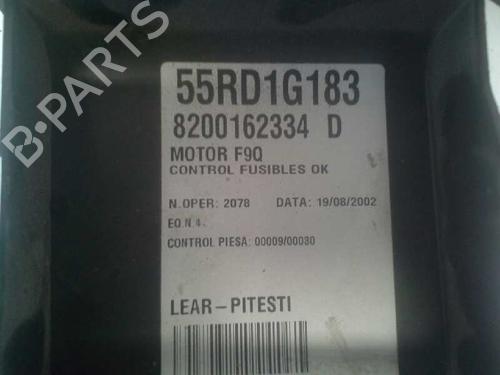 55RD1G183
8200162334 D
MOTOR F9Q
CONTROL FUSIBLES OK
N.OPER: 2078 DATA: 19/08/2002
EQ.N.4.
CONTROL PIESA: 00009/00030
LEAR-PITESTI
B-PARTS
B-PARTS